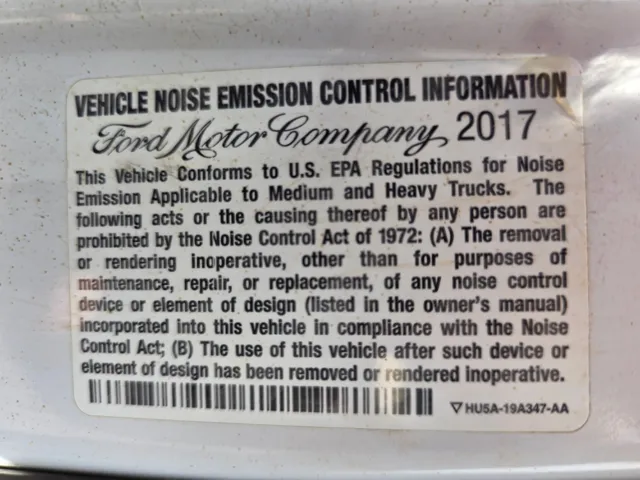 VEHICLE NOISE EMISSION CONTROL INFORMATION
Ford Motor Company 2017
This Vehicle Conforms to U.S. EPA Regulations for Noise
Emission Applicable to Medium and Heavy Trucks. The
following acts or the causing thereof by any person are
prohibited by the Noise Control Act of 1972: (A) The removal
or rendering inoperative, other than for purposes of
maintenance, repair, or replacement, of any noise control
device or element of design (listed in the owner's manual)
incorporated into this vehicle in compliance with the Noise
Control Act; (B) The use of this vehicle after such device or
element of design has been removed or rendered inoperative.
HU5A-19A347-AA